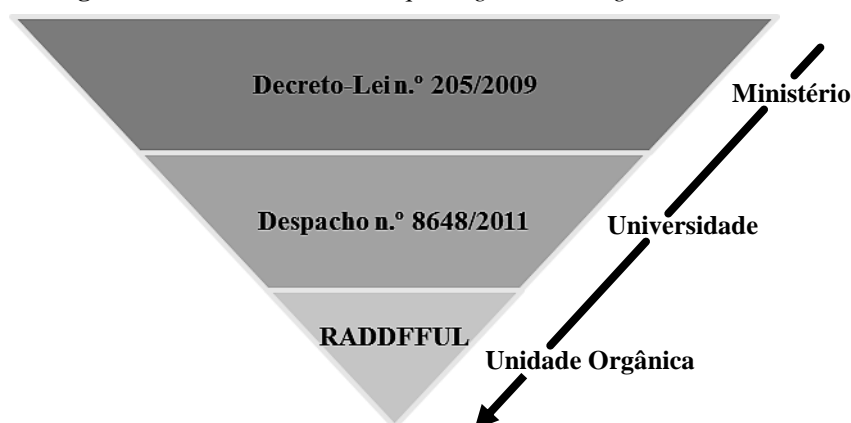 Decreto-Lei n.º 205/2009
Ministério
Despacho n.º 8648/2011
Universidade
RADDFFUL
Unidade Orgânica